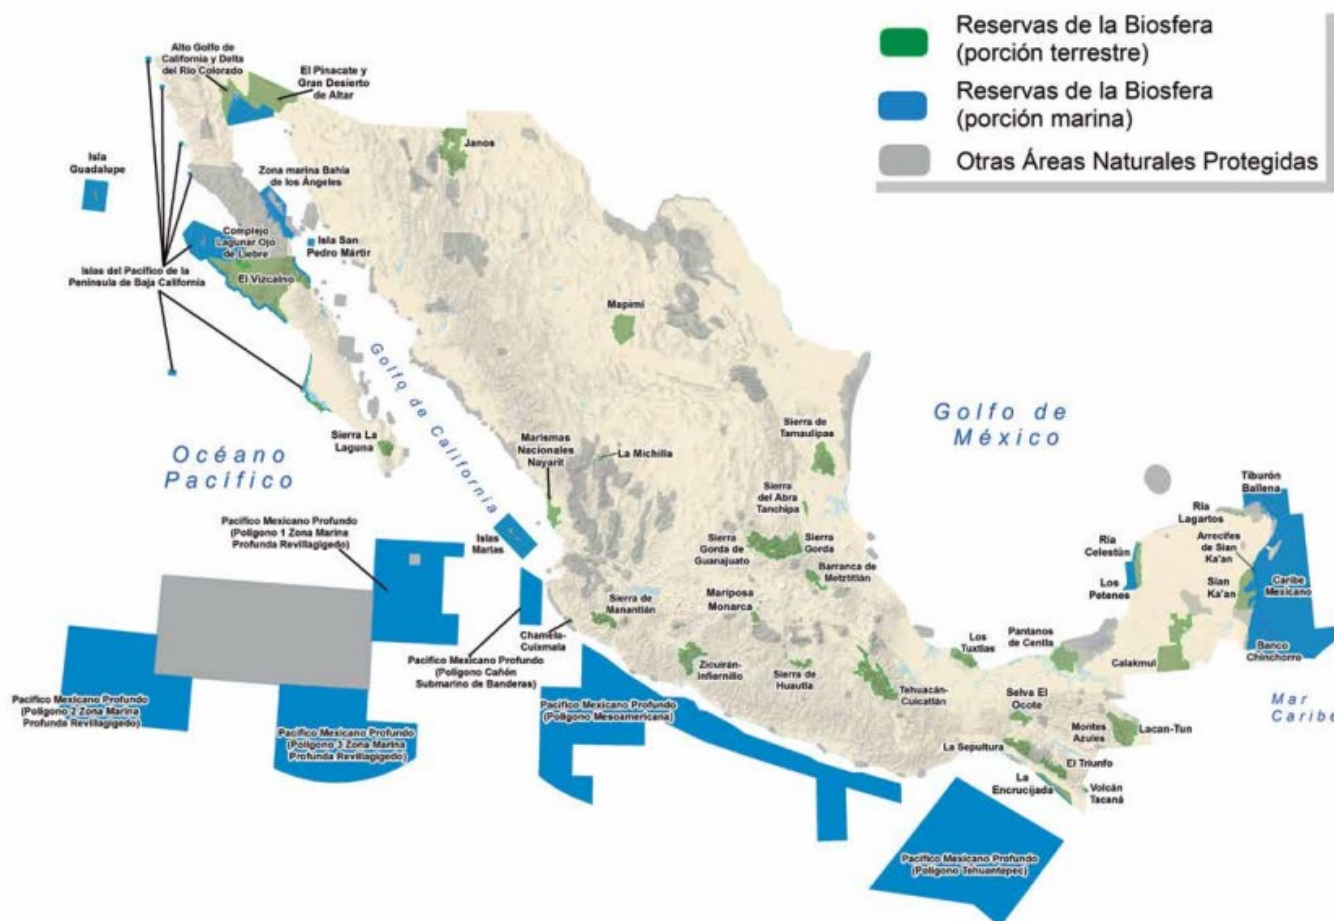 Reservas de la Biosfera
(porción terrestre)
Reservas de la Biosfera
(porción marina)
Otras Áreas Naturales Protegidas
Alto Golfo de
California y Delta
del Río Colorado
El Pinacate y
Gran Desierto
de Altar
Janos
Isla
Guadalupe
Zona marina Bahía
de los Ángeles
Complejo
Lagunar Ojo
de Liebre
Isla San
Pedro Mártir
Islas del Pacífico de la
Península de Baja California
El Vizcaíno
Mapimí
Golfo de California
Golfo de
México
Océano
Pacífico
Sierra La
Laguna
Marismas
Nacionales
Nayarit
La Michilía
Sierra de
Tamaulipas
Sierra
del Abra
Tanchipa
Tiburón
Ballena
Ría
Lagartos
Pacífico Mexicano Profundo
(Polígono 1 Zona Marina
Profunda Revillagigedo)
Islas
Marías
Sierra
Gorda de
Guanajuato
Sierra
Gorda
Barranca de
Metztitlán
Ría
Celestún
Arrecifes
de Sian
Ka'an
Los
Petenes
Sian
Ka'an
Caribe
Mexicano
Sierra de
Manantlán
Mariposa
Monarca
Chamela-
Cuixmala
Pacífico Mexicano Profundo
(Polígono Cañón
Submarino de Banderas)
Zicuirán-
Infiernillo
Sierra de
Huautla
Tehuacán-
Cuicatlán
Los
Tuxtlas
Pantanos
de Centla
Calakmul
Banco
Chinchorro
Mar
Caribe
Pacífico Mexicano Profundo
(Polígono 2 Zona Marina
Profunda Revillagigedo)
Pacífico Mexicano Profundo
(Polígono 3 Zona Marina
Profunda Revillagigedo)
Pacífico Mexicano Profundo
(Polígono Mesoamericana)
Selva El
Ocote
Montes
Azules
Lacan-Tun
La Sepultura
El Triunfo
La
Encrucijada
Volcán
Tacaná
Pacífico Mexicano Profundo
(Polígono Tehuantepec)